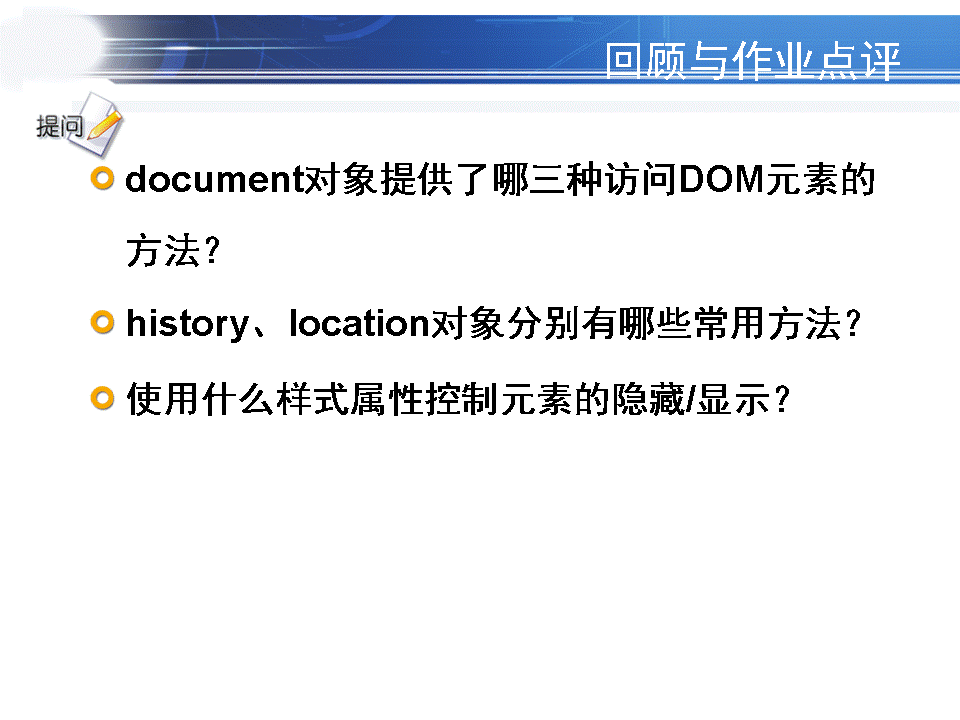 回顾与作业点评
提问
document对象提供了哪三种访问DOM元素的
方法?
history、location对象分别有哪些常用方法?
使用什么样式属性控制元素的隐藏/显示?